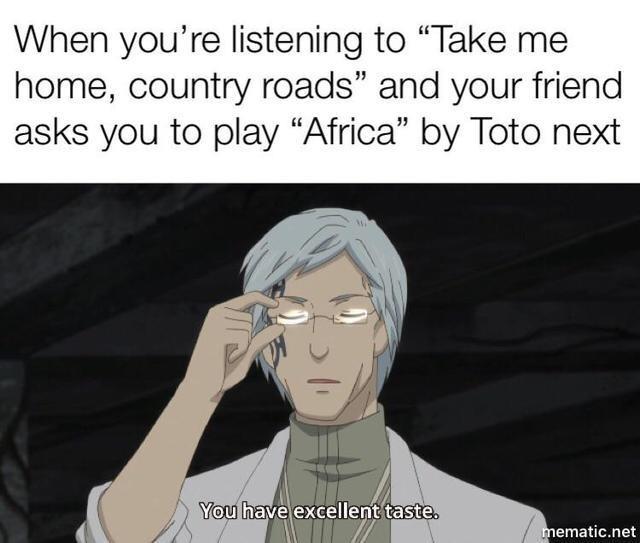 When you’re listening to “Take me
home, country roads” and your friend
asks you to play “Africa” by Toto next
You have excellent taste.
mematic.net